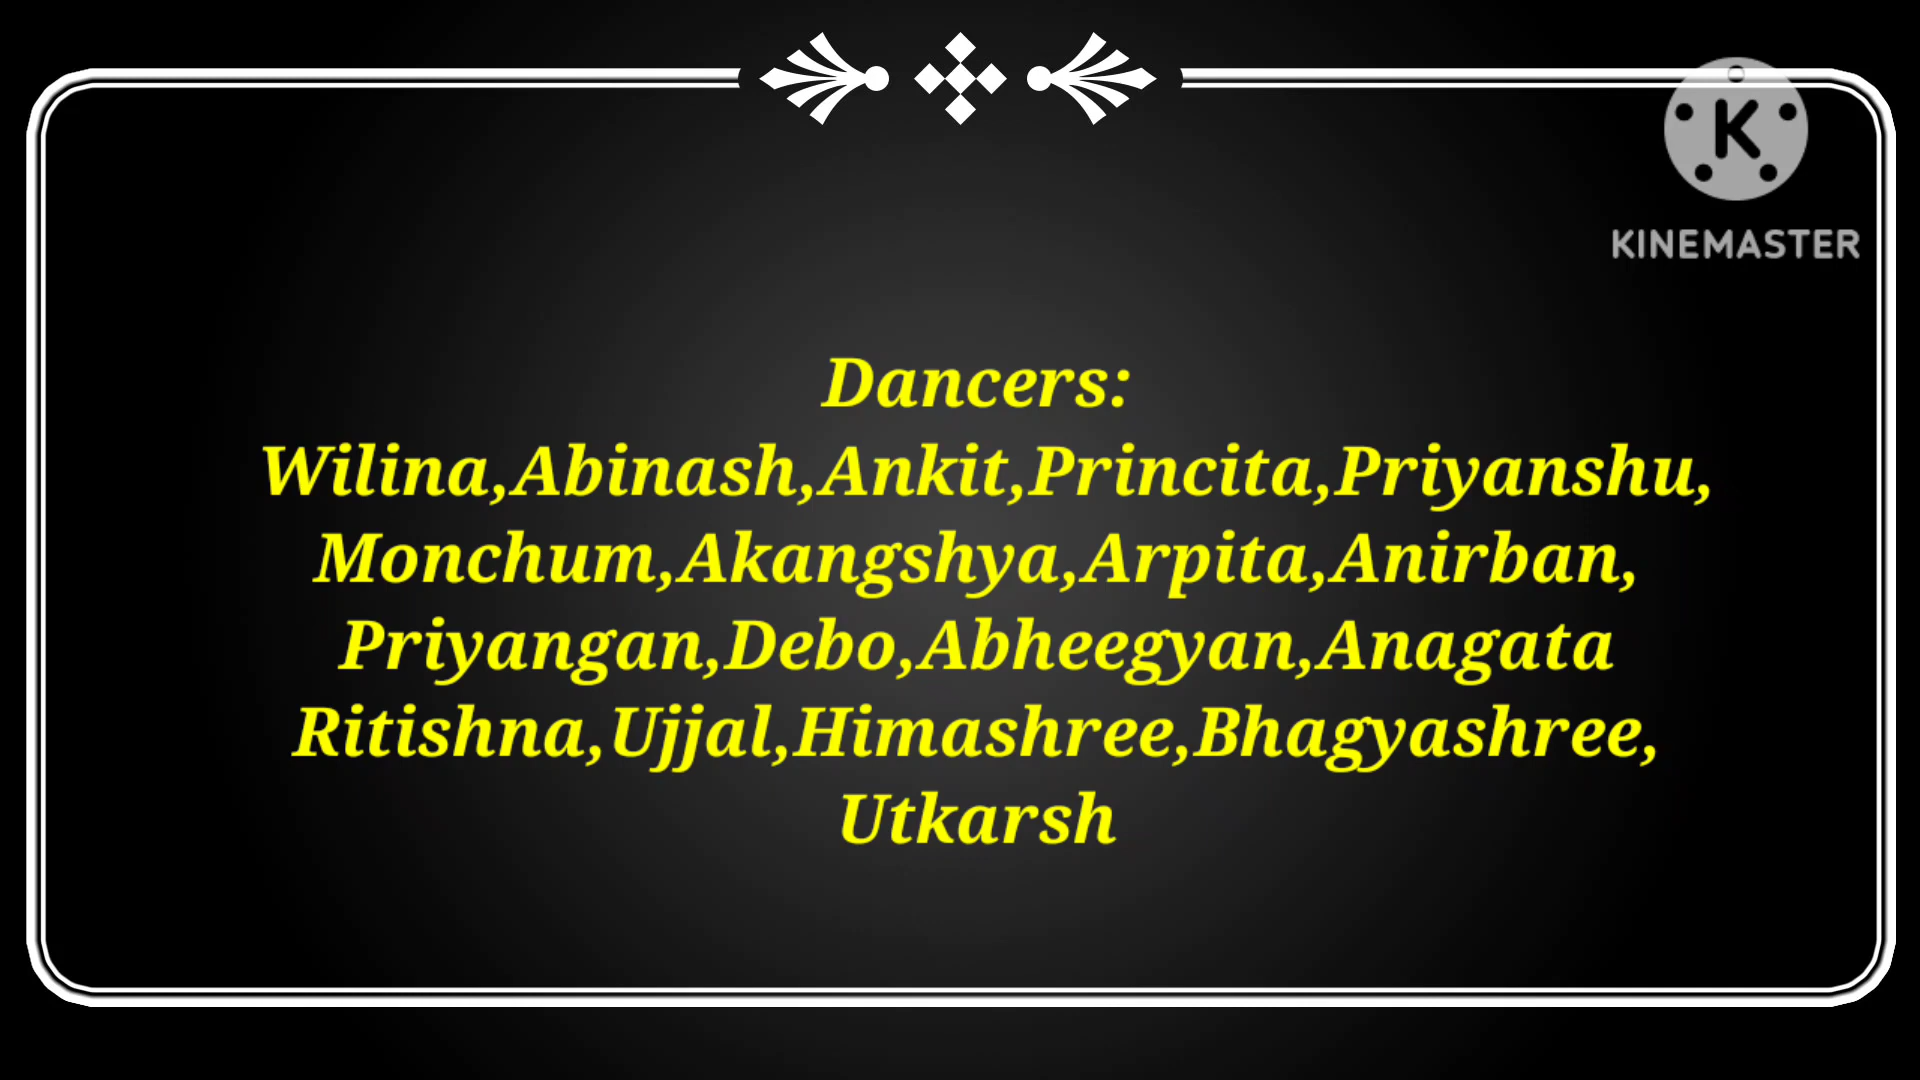 KINEMASTER
Dancers:
Wilina,Abinash,Ankit,Princita,Priyanshu,
Monchum,Akangshya,Arpita,Anirban,
Priyangan,Debo,Abheegyan,Anagata
Ritishna,Ujjal,Himashree,Bhagyashree,
Utkarsh